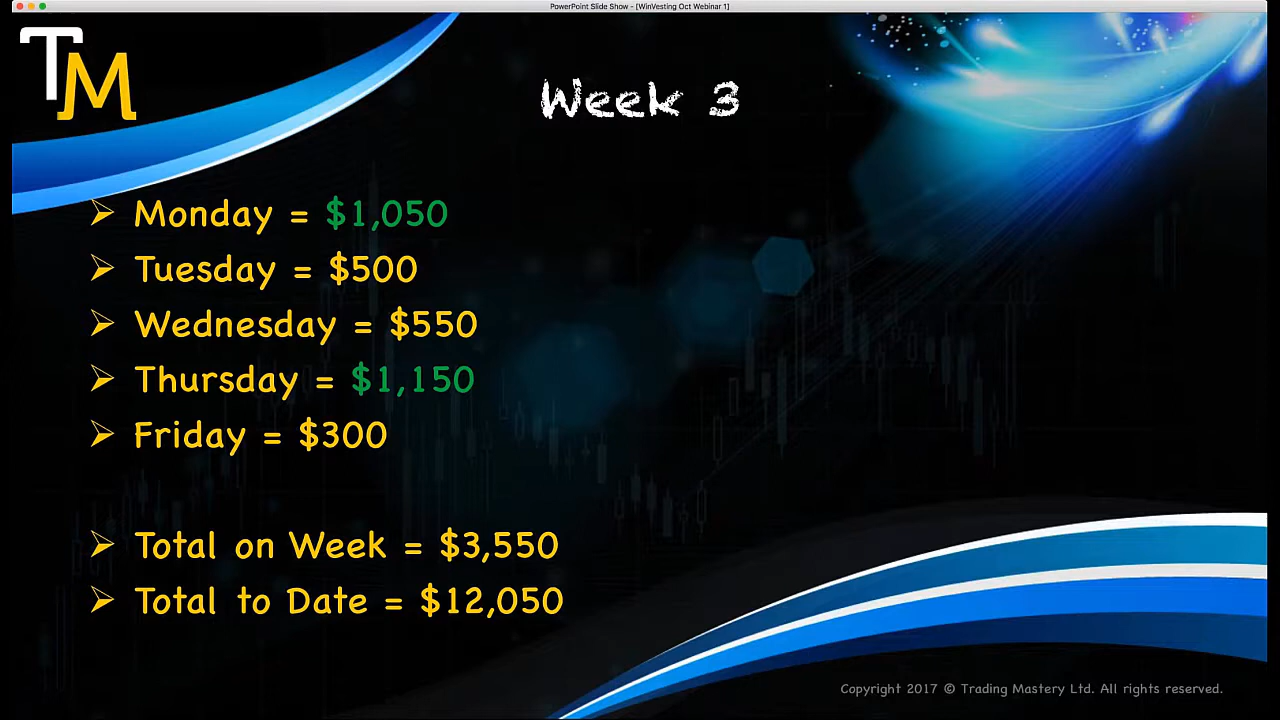 PowerPoint Slide Show - [WinVesting Oct Webinar 1]
TM
Week 3
Monday = $1,050
Tuesday = $500
Wednesday = $550
Thursday = $1,150
Friday = $300
Total on Week = $3,550
Total to Date = $12,050
Copyright 2017 © Trading Mastery Ltd. All rights reserved.